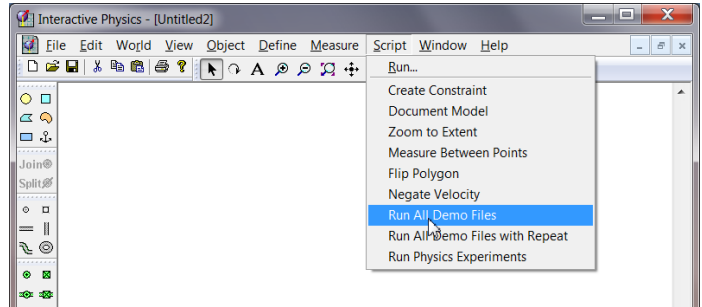 Interactive Physics - [Untitled2]
File Edit World View Object Define Measure Script Window Help
A
Run...
Create Constraint
Document Model
Zoom to Extent
Measure Between Points
Flip Polygon
Negate Velocity
Run All Demo Files
Run All Demo Files with Repeat
Run Physics Experiments
Join
Split